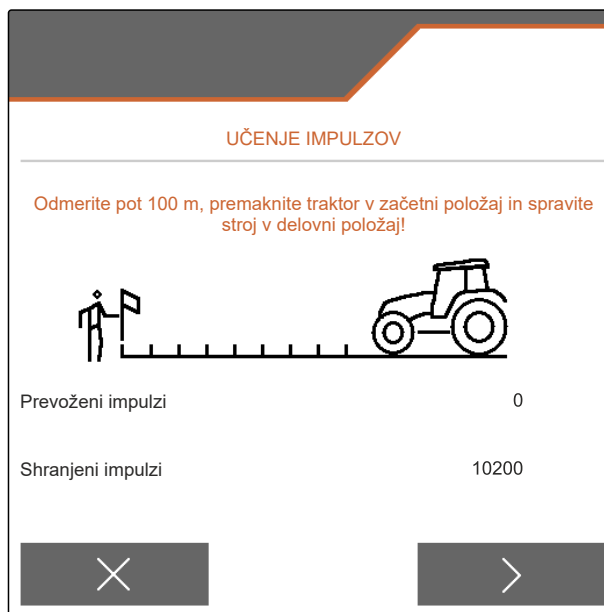 UČENJE IMPULZOV
Odmerite pot 100 m, premaknite traktor v začetni položaj in spravite
stroj v delovni položaj!
Prevoženi impulzi 0
Shranjeni impulzi 10200